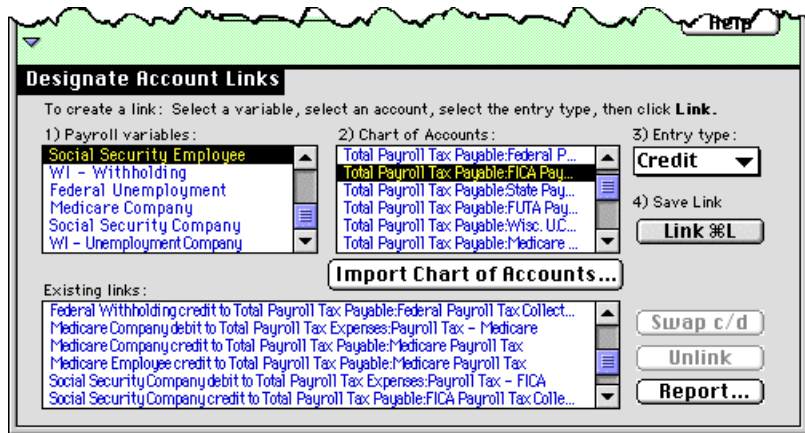 Help
Designate Account Links
To create a link: Select a variable, select an account, select the entry type, then click Link.
1) Payroll variables:
Social Security Employee
WI - Withholding
Federal Unemployment
Medicare Company
Social Security Company
WI - Unemployment Company
2) Chart of Accounts:
Total Payroll Tax Payable:Federal P...
Total Payroll Tax Payable:FICA Pay...
Total Payroll Tax Payable:State Pay...
Total Payroll Tax Payable:FUTA Pay...
Total Payroll Tax Payable:Wisc. U.C...
Total Payroll Tax Payable:Medicare ...
3) Entry type:
Credit
4) Save Link
Link ⌘L
Import Chart of Accounts...
Existing links:
Federal Withholding credit to Total Payroll Tax Payable:Federal Payroll Tax Collect...
Medicare Company debit to Total Payroll Tax Expenses:Payroll Tax - Medicare
Medicare Company credit to Total Payroll Tax Payable:Medicare Payroll Tax
Medicare Employee credit to Total Payroll Tax Payable:Medicare Payroll Tax
Social Security Company debit to Total Payroll Tax Expenses:Payroll Tax - FICA
Social Security Company credit to Total Payroll Tax Payable:FICA Payroll Tax Colle...
Swap c/d
Unlink
Report...